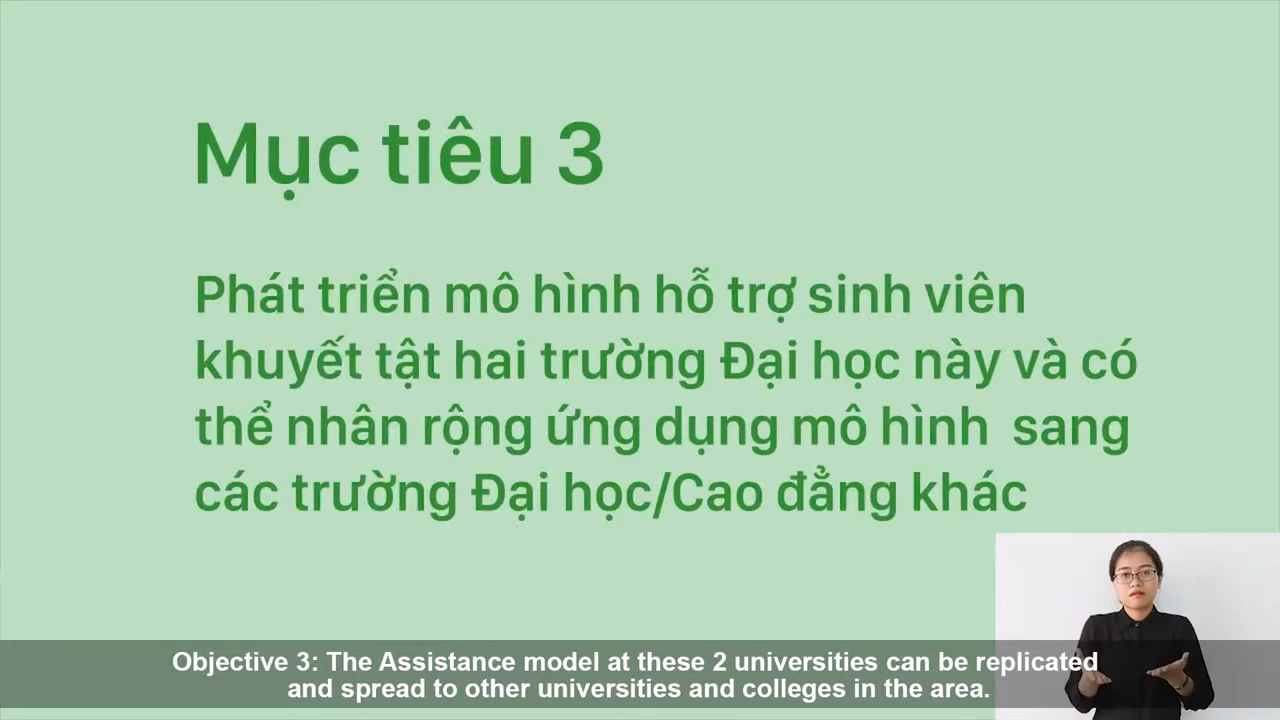 Mục tiêu 3
Phát triển mô hình hỗ trợ sinh viên
khuyết tật hai trường Đại học này và có
thể nhân rộng ứng dụng mô hình  sang
các trường Đại học/Cao đẳng khác
Objective 3: The Assistance model at these 2 universities can be replicated
and spread to other universities and colleges in the area.